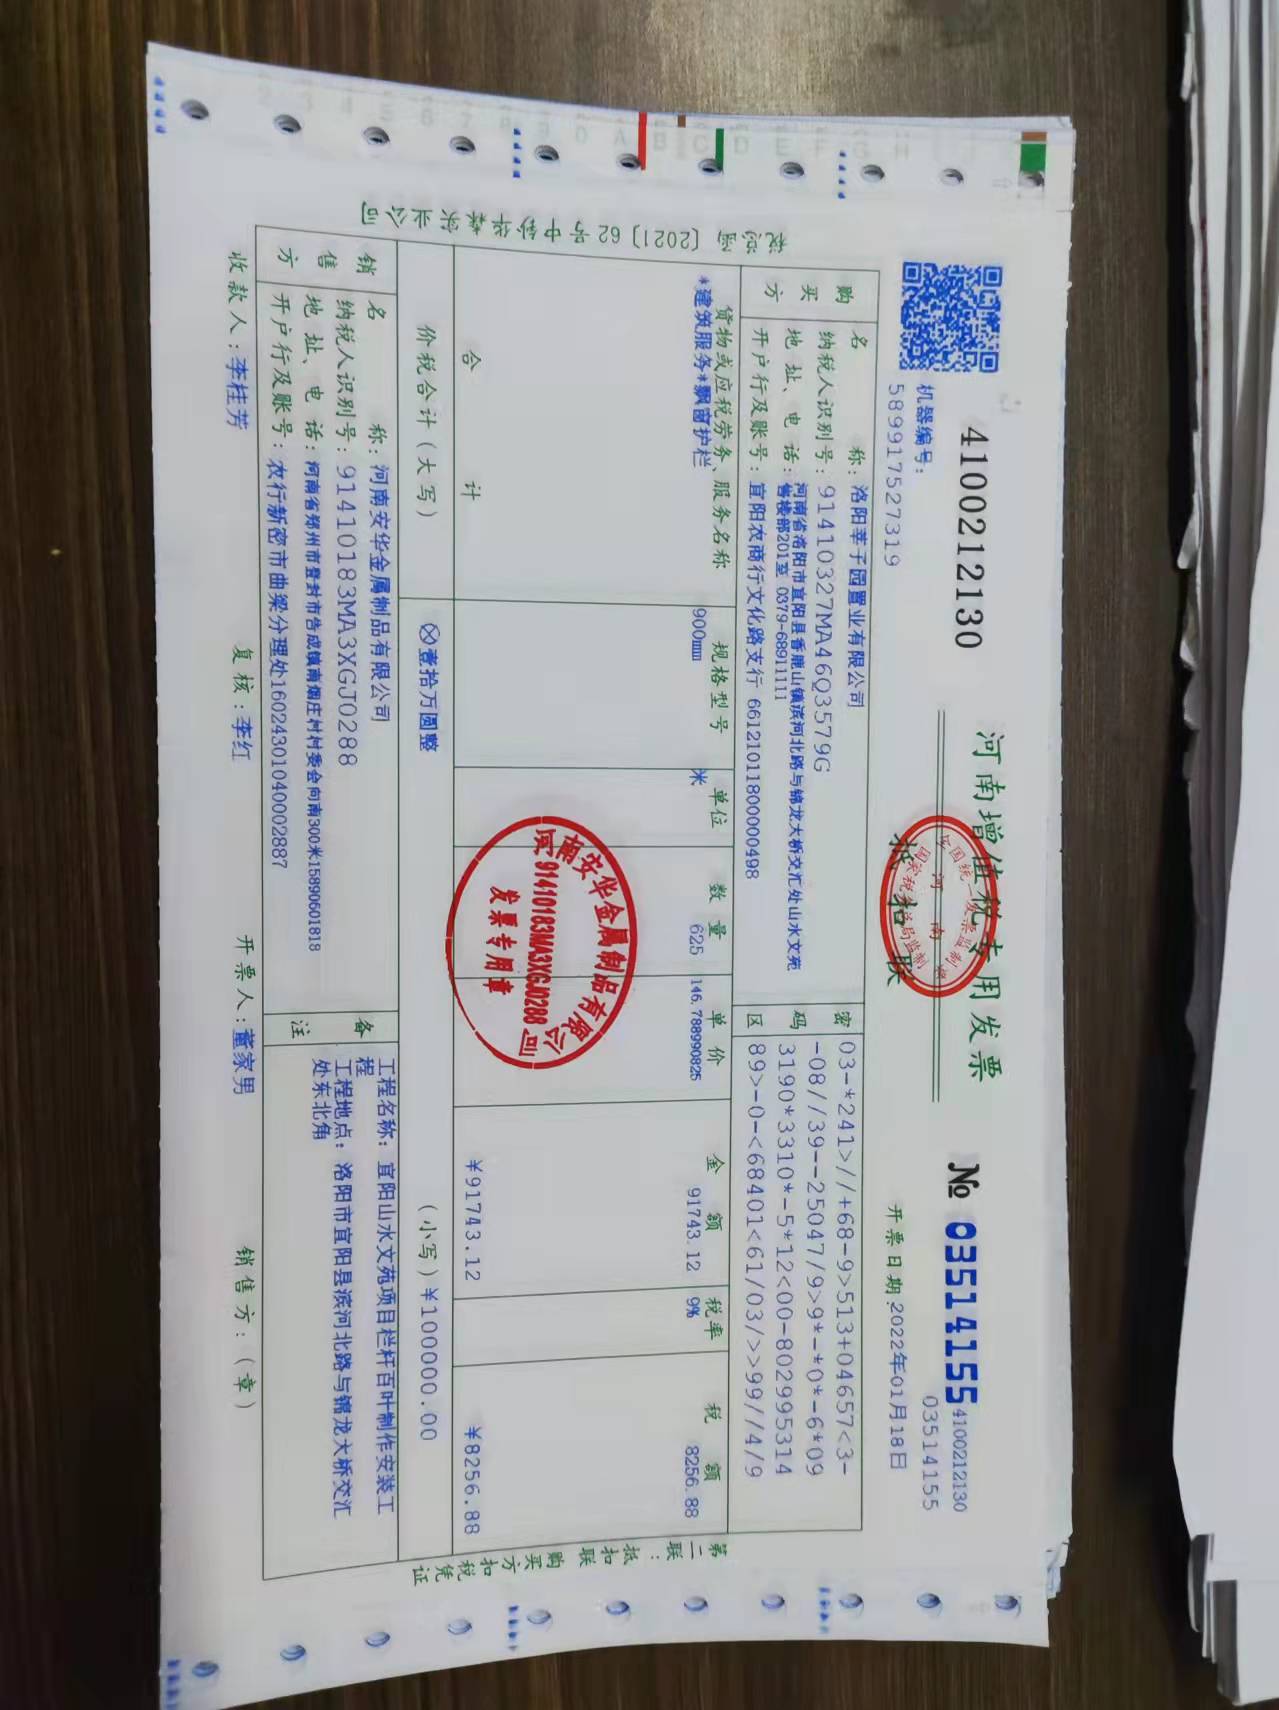 4100212130
河南增值税专用发票
№ 03514155
4100212130
03514155
抵扣联
机器编号:
589917527319
开票日期:2022年01月18日
税总函〔2021〕62号中钞华森实业公司
购买方
名称:洛阳莘子园置业有限公司
纳税人识别号:91410327MA46Q3579G
地址、电话:河南省洛阳市宜阳县香鹿山镇滨河北路与锦龙大桥交汇处山水文苑
售楼部201至 0379-68911111
开户行及账号:宜阳农商行文化路支行 66121011800000498
密码区
03-*241>//+68-9>513+04657<3-
-08//39--25047/9>9*-*0*-6*09
3190*3310*-5*12<00-802995314
89>-0-<68401<61/03/>>99//4/9
货物或应税劳务、服务名称 规格型号 单位 数量 单价 金额 税率 税额
*建筑服务*飘窗护栏 900mm 米 625 146.788990825 91743.12 9% 8256.88
合计 ¥91743.12 ¥8256.88
价税合计(大写) ⊗壹拾万圆整 (小写)¥100000.00
销售方
名称:河南安华金属制品有限公司
纳税人识别号:91410183MA3XGJ0288
地址、电话:河南省郑州市登封市告成镇南烟庄村村委会向南300米15890601818
开户行及账号:农行新密市曲梁分理处16024301040002887
备注
工程名称:宜阳山水文苑项目栏杆百叶制作安装工
程
工程地点:洛阳市宜阳县滨河北路与锦龙大桥交汇
处东北角
收款人:李桂芳 复核:李红 开票人:董家男 销售方:(章)
第二联:抵扣联 购买方扣税凭证
河南安华金属制品有限公司
91410183MA3XGJ0288
发票专用章
河南